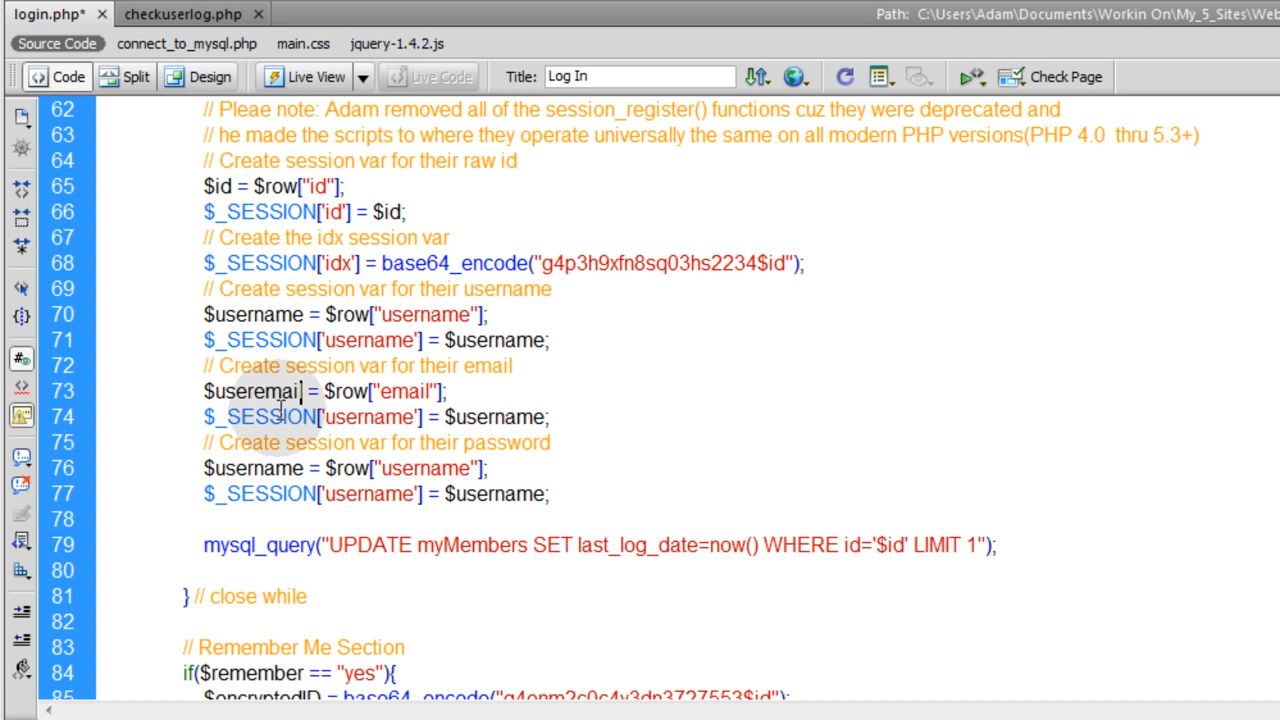 login.php* × checkuserlog.php × Path: C:\Users\Adam\Documents\Workin On\My_5_Sites\Web
Source Code connect_to_mysql.php main.css jquery-1.4.2.js
Code Split Design Live View Live Code Title: Log In Check Page
62 // Pleae note: Adam removed all of the session_register() functions cuz they were deprecated and
63 // he made the scripts to where they operate universally the same on all modern PHP versions(PHP 4.0 thru 5.3+)
64 // Create session var for their raw id
65 $id = $row["id"];
66 $_SESSION['id'] = $id;
67 // Create the idx session var
68 $_SESSION['idx'] = base64_encode("g4p3h9xfn8sq03hs2234$id");
69 // Create session var for their username
70 $username = $row["username"];
71 $_SESSION['username'] = $username;
72 // Create session var for their email
73 $useremail = $row["email"];
74 $_SESSION['username'] = $username;
75 // Create session var for their password
76 $username = $row["username"];
77 $_SESSION['username'] = $username;
78
79 mysql_query("UPDATE myMembers SET last_log_date=now() WHERE id='$id' LIMIT 1");
80
81 } // close while
82
83 // Remember Me Section
84 if($remember == "yes"){
85 $encryptedID = base64_encode("g4enm2c0c4y3dn3727553$id");